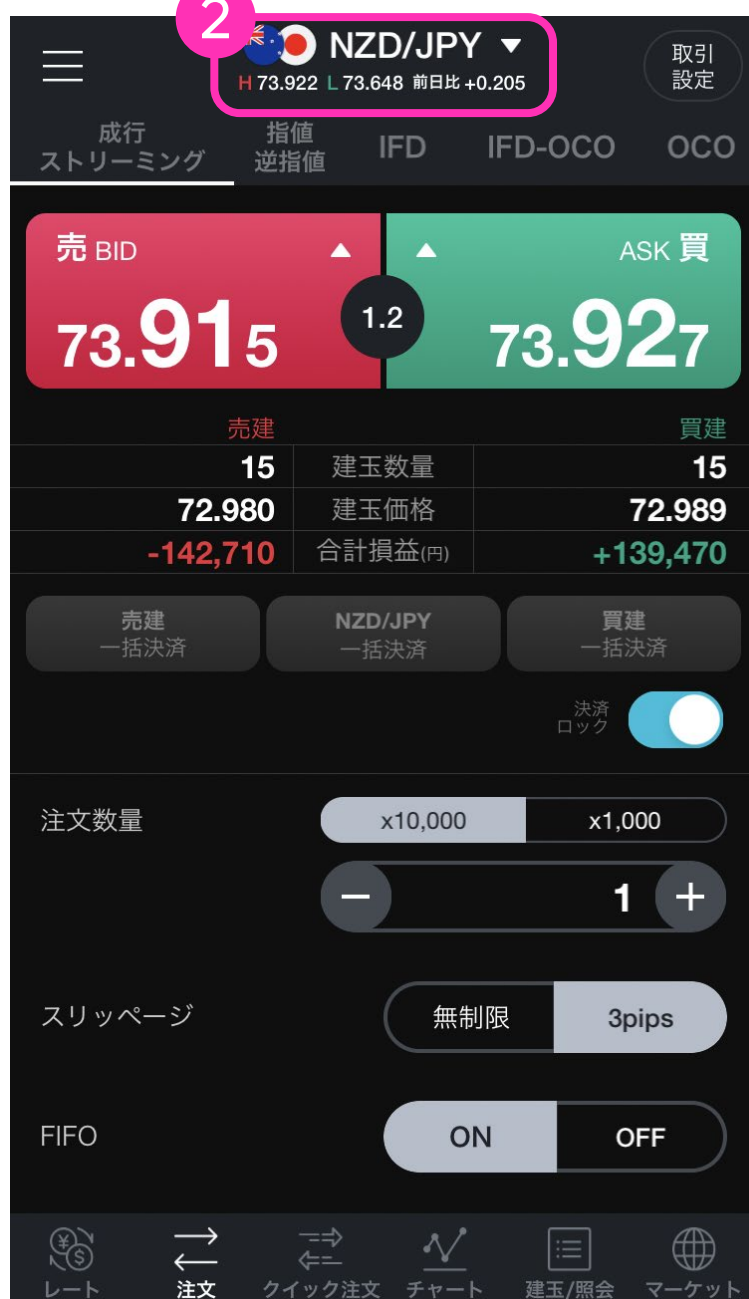 2
NZD/JPY
H 73.922 L 73.648 前日比 +0.205
取引
設定
成行
ストリーミング
指値
逆指値
IFD
IFD-OCO
OCO
売 BID
ASK 買
73.915
1.2
73.927
売建
買建
15 建玉数量 15
72.980 建玉価格 72.989
-142,710 合計損益(円) +139,470
売建
一括決済
NZD/JPY
一括決済
買建
一括決済
決済
ロック
注文数量
x10,000
x1,000
1
スリッページ
無制限
3pips
FIFO
ON
OFF
レート
注文
クイック注文
チャート
建玉/照会
マーケット